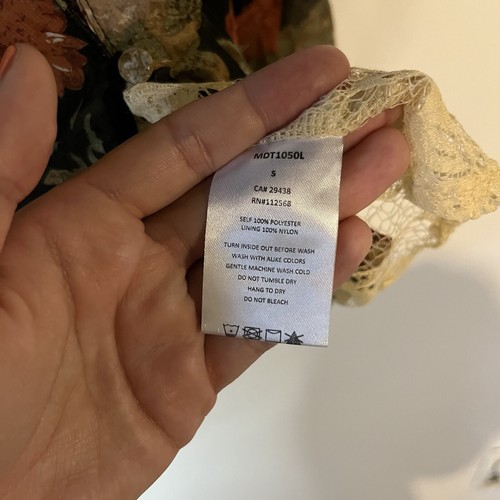 MDT1050L
S
CA# 29438
RN#112568
SELF 100% POLYESTER
LINING 100% NYLON
TURN INSIDE OUT BEFORE WASH
WASH WITH ALIKE COLORS
GENTLE MACHINE WASH COLD
DO NOT TUMBLE DRY
HANG TO DRY
DO NOT BLEACH